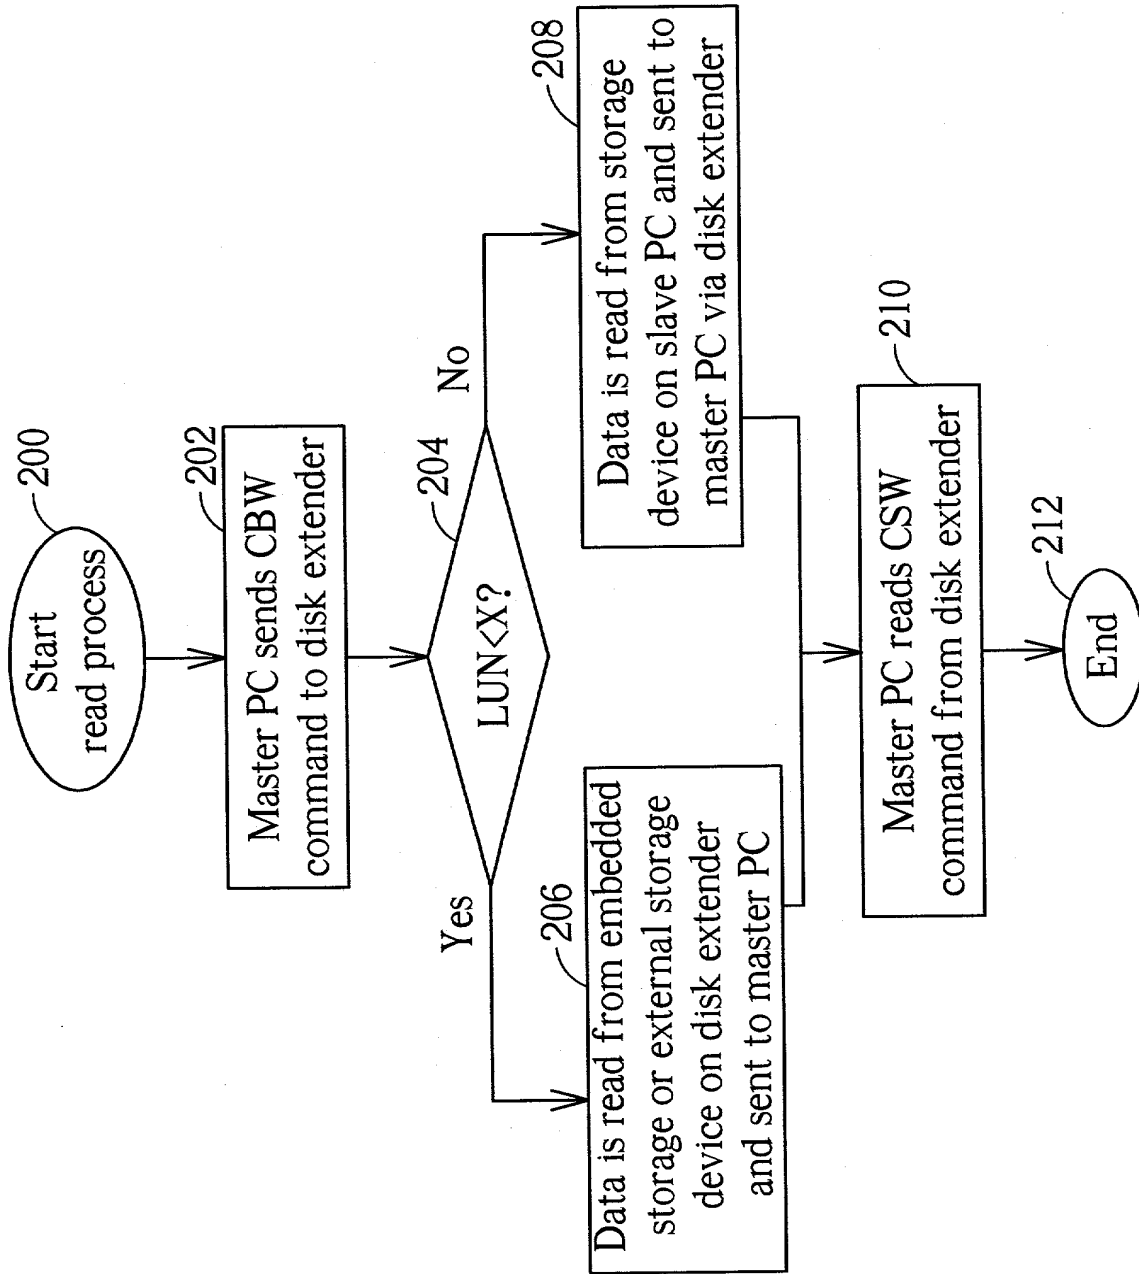 200
Start
read process
202
Master PC sends CBW
command to disk extender
204
LUN<X?
Yes
No
206
Data is read from embedded
storage or external storage
device on disk extender
and sent to master PC
208
Data is read from storage
device on slave PC and sent to
master PC via disk extender
210
Master PC reads CSW
command from disk extender
212
End